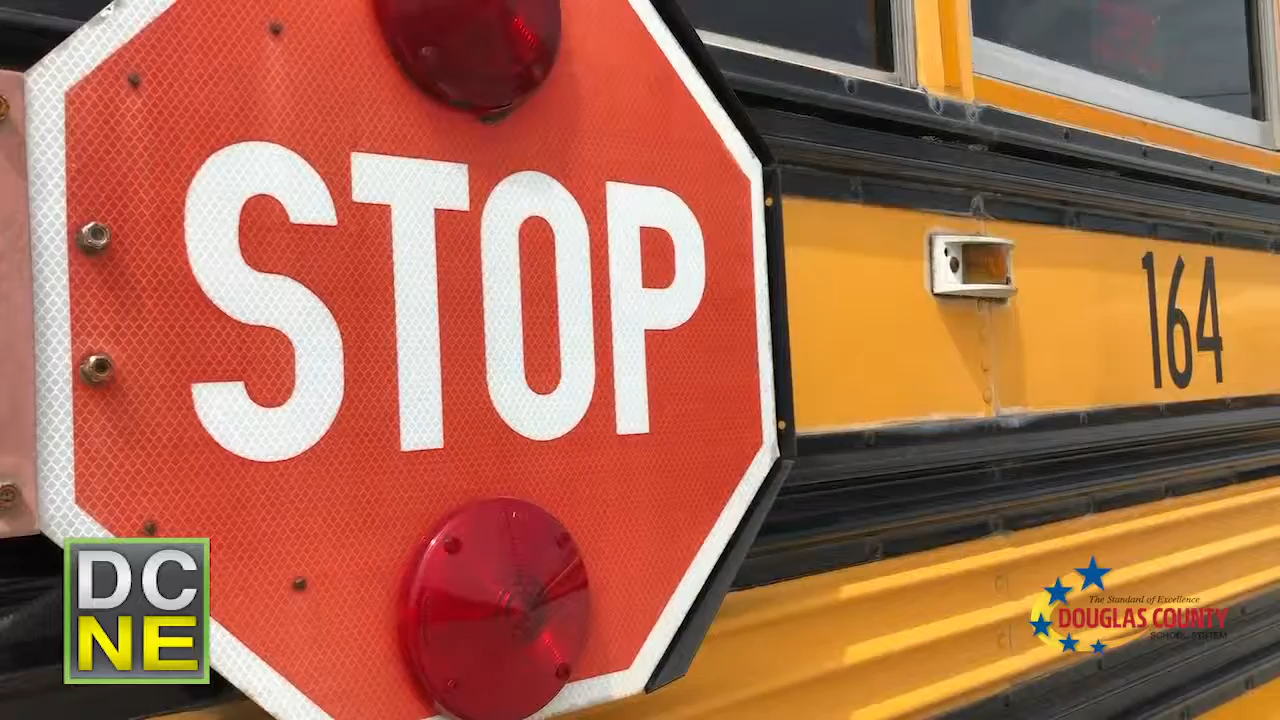 STOP
164
DC
NE
The Standard of Excellence
DOUGLAS COUNTY
SCHOOL SYSTEM